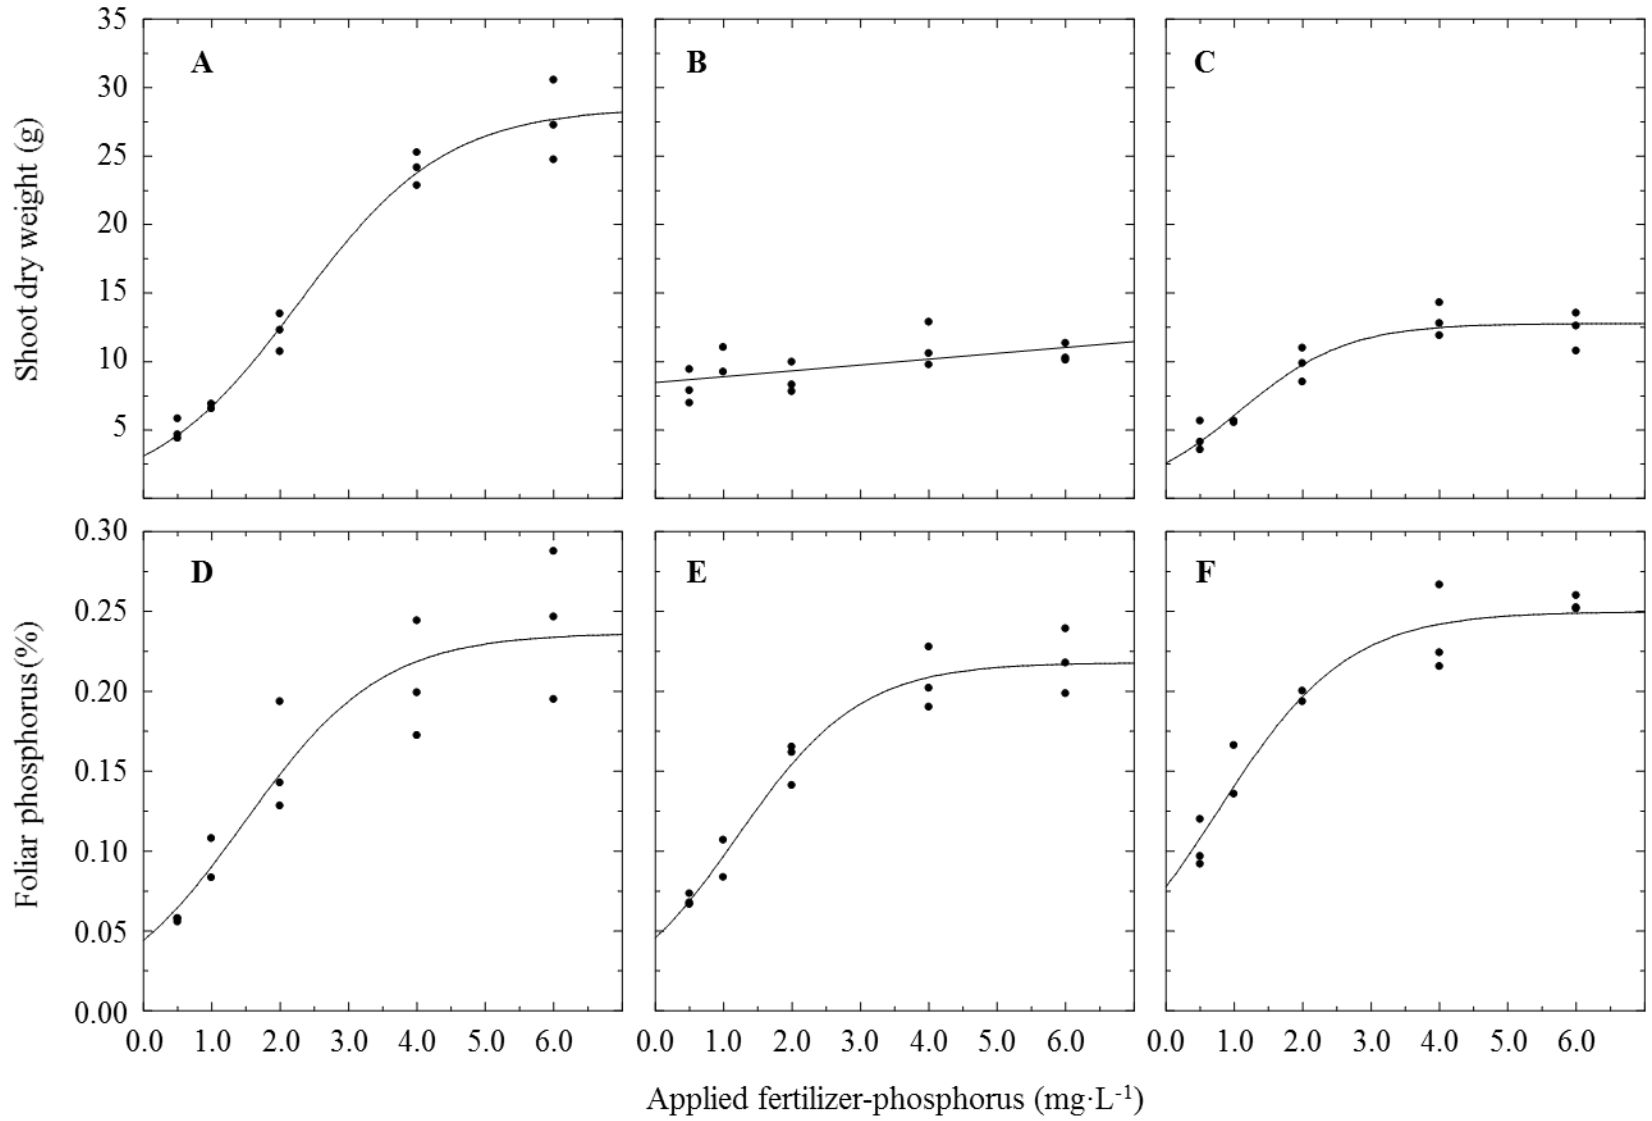 35
30
25
20
15
10
5
Shoot dry weight (g)
A
B
C
0.30
0.25
0.20
0.15
0.10
0.05
0.00
Foliar phosphorus (%)
D
E
F
0.0 1.0 2.0 3.0 4.0 5.0 6.0
0.0 1.0 2.0 3.0 4.0 5.0 6.0
0.0 1.0 2.0 3.0 4.0 5.0 6.0
Applied fertilizer-phosphorus (mg·L⁻¹)